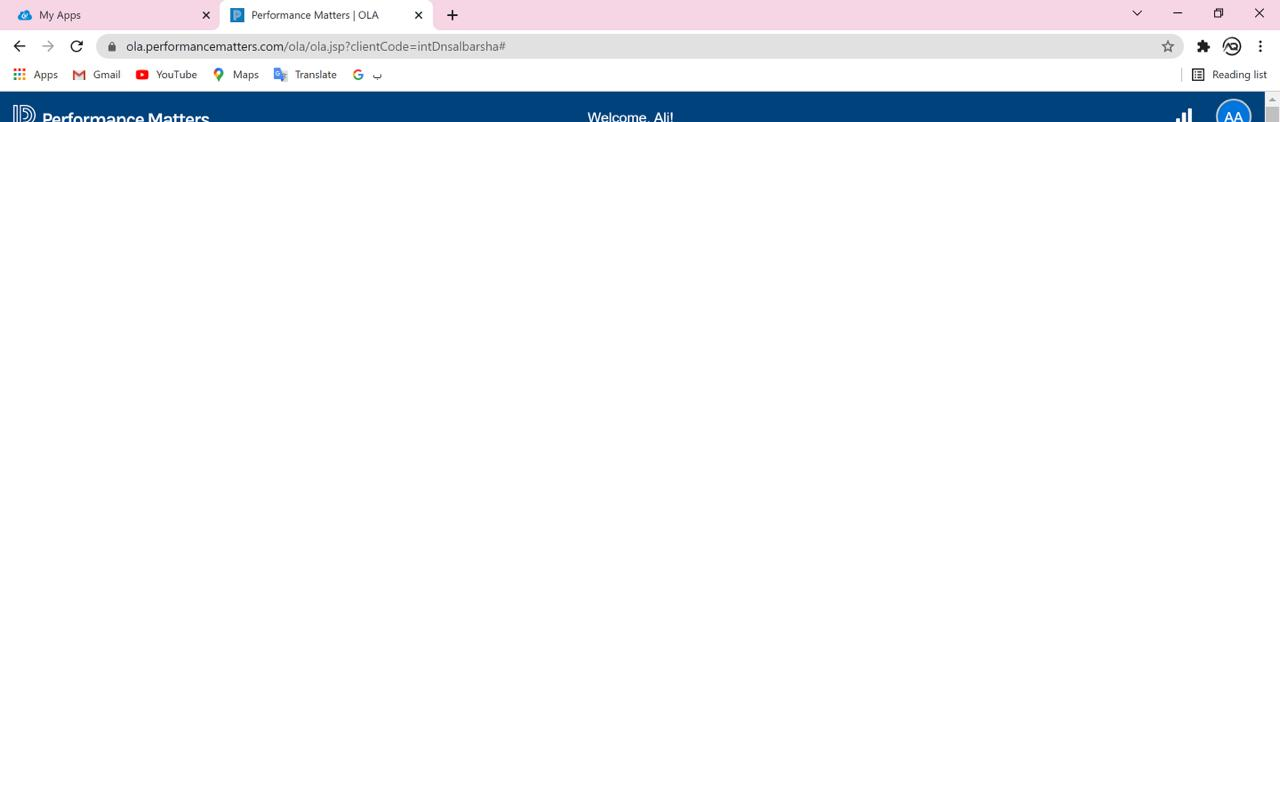 My Apps
Performance Matters | OLA
ola.performancematters.com/ola/ola.jsp?clientCode=intDnsalbarsha#
Apps Gmail YouTube Maps Translate ب Reading list
Performance Matters Welcome, Ali! AA